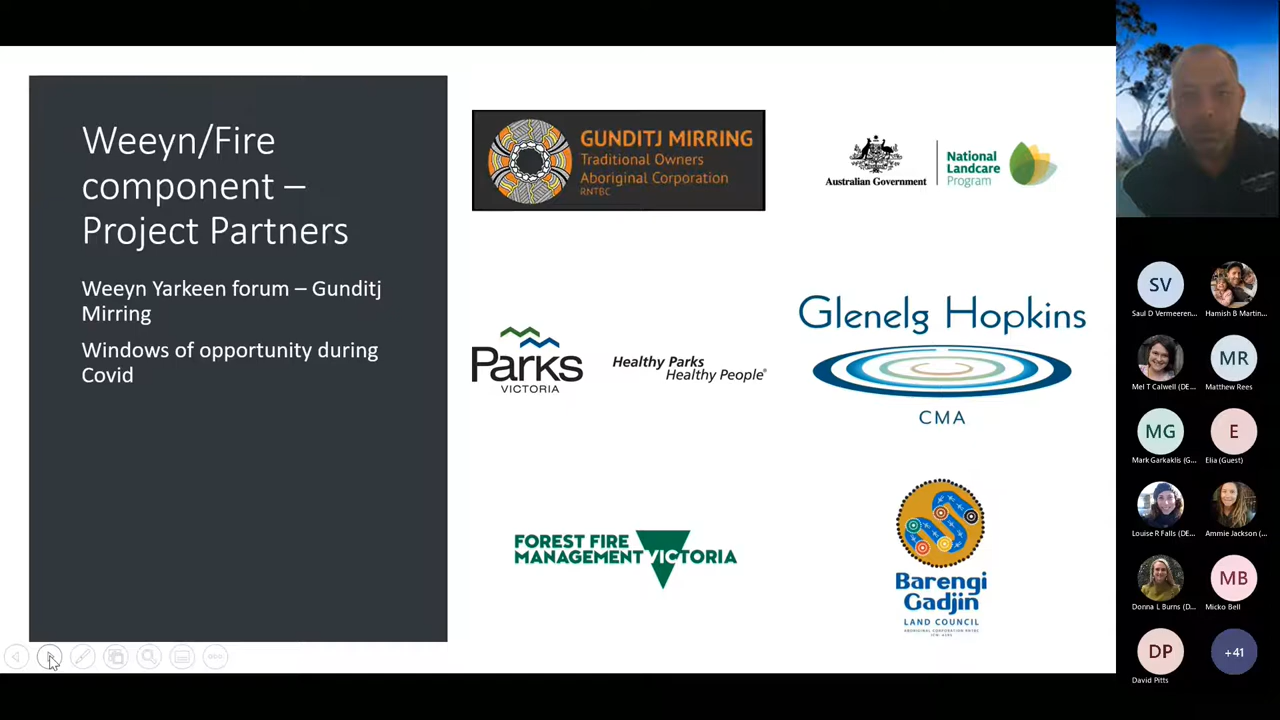 Weeyn/Fire
component –
Project Partners
Weeyn Yarkeen forum – Gunditj
Mirring
Windows of opportunity during
Covid
GUNDITJ MIRRING
Traditional Owners
Aboriginal Corporation
RNTBC
Australian Government
National
Landcare
Program
Parks
VICTORIA
Healthy Parks
Healthy People®
Glenelg Hopkins
CMA
FOREST FIRE
MANAGEMENT VICTORIA
Barengi
Gadjin
LAND COUNCIL
SV
Saul D Vermeeren...
Hamish B Martin...
Mel T Calwell (DE...
MR
Matthew Rees
MG
Mark Garkaklis (G...
E
Elia (Guest)
Louise R Falls (DE...
Ammie Jackson (...
Donna L Burns (D...
MB
Micko Bell
DP
David Pitts
+41